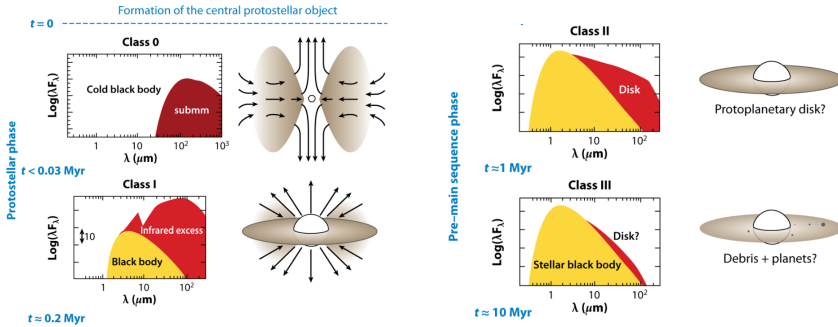 Formation of the central protostellar object
t = 0
Protostellar phase
Class 0
Log(λFλ)
Cold black body
submm
1 10 10² 10³
λ (μm)
t < 0.03 Myr
Class I
Log(λFλ)
10
Infrared excess
Black body
1 10 10²
λ (μm)
t ≈ 0.2 Myr
Pre–main sequence phase
Class II
Log(λFλ)
Disk
1 10 10²
λ (μm)
Protoplanetary disk?
t ≈ 1 Myr
Class III
Log(λFλ)
Disk?
Stellar black body
1 10 10²
λ (μm)
Debris + planets?
t ≈ 10 Myr